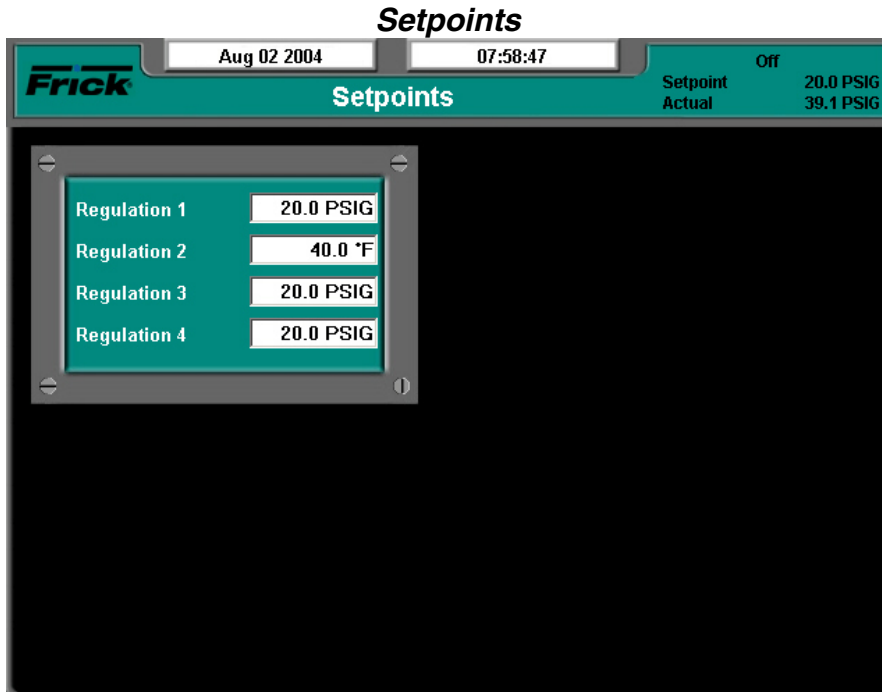 Setpoints
Aug 02 2004
07:58:47
Frick
Setpoints
Off
Setpoint 20.0 PSIG
Actual 39.1 PSIG
Regulation 1 20.0 PSIG
Regulation 2 40.0 °F
Regulation 3 20.0 PSIG
Regulation 4 20.0 PSIG